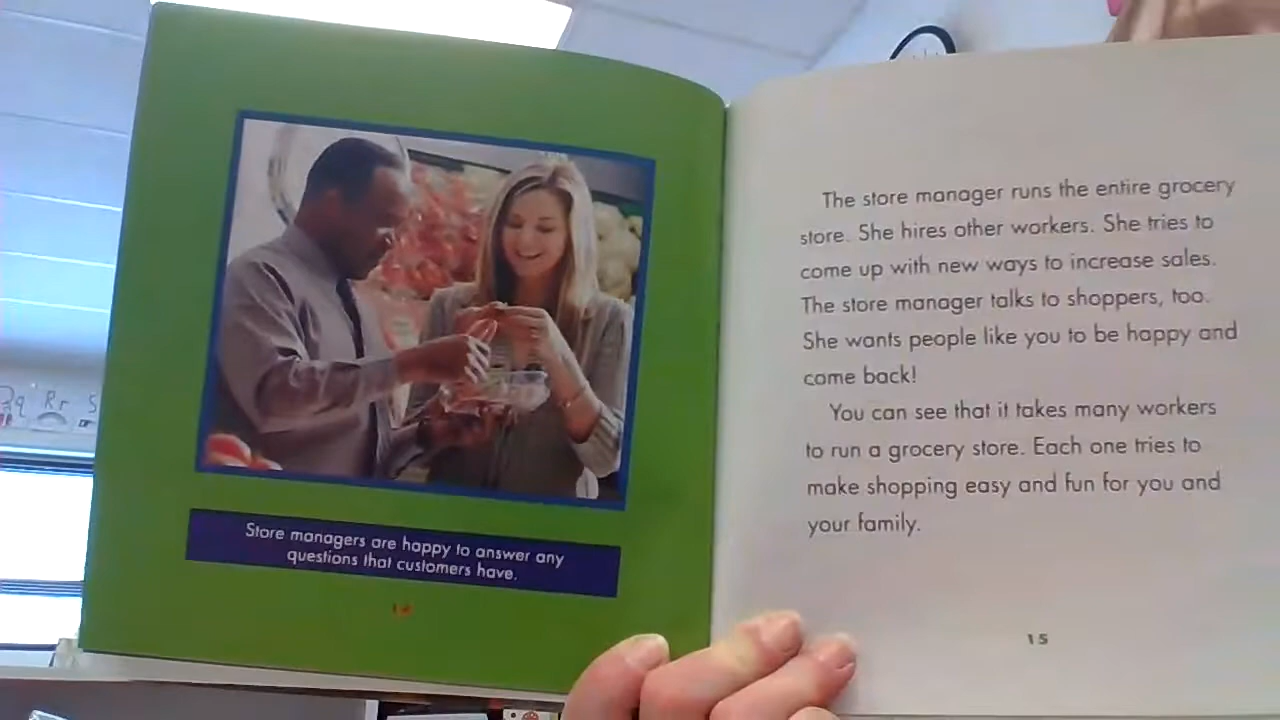 Store managers are happy to answer any
questions that customers have.
14
The store manager runs the entire grocery
store. She hires other workers. She tries to
come up with new ways to increase sales.
The store manager talks to shoppers, too.
She wants people like you to be happy and
come back!
You can see that it takes many workers
to run a grocery store. Each one tries to
make shopping easy and fun for you and
your family.
15
Rr
S